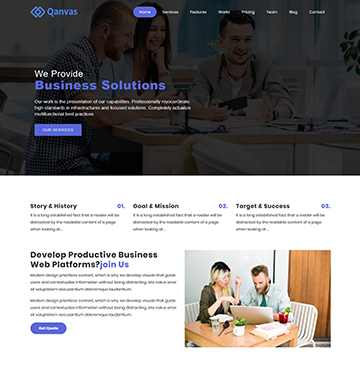 Qanvas
Home Services Features Works Pricing Team Blog Contact
We Provide
Business Solutions
Our work is the presentation of our capabilities. Professionally myocardinate
high standards in infrastructures and focused solutions. Completely actualize
multifunctional best practices
OUR SERVICES
Story & History 01.
It is a long established fact that a reader will be
distracted by the readable content of a page
when looking at ..
Goal & Mission 02.
It is a long established fact that a reader will be
distracted by the readable content of a page
when looking at ..
Target & Success 03.
It is a long established fact that a reader will be
distracted by the readable content of a page
when looking at ..
Develop Productive Business
Web Platforms?join Us
Modern design prioritizes content, which is why we develop visuals that guide
users and contextualize information without being distracting, iste natus error
sit voluptatem accusantium doloremque laudantium.
Modern design prioritizes content, which is why we develop visuals that guide
users and contextualize information without being distracting, iste natus error
sit voluptatem accusantium doloremque laudantium.
Get Quote